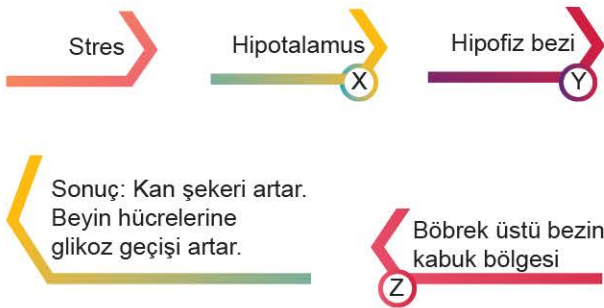 Stres
Hipotalamus
X
Hipofiz bezi
Y
Sonuç: Kan şekeri artar.
Beyin hücrelerine
glikoz geçişi artar.
Böbrek üstü bezin
kabuk bölgesi
Z